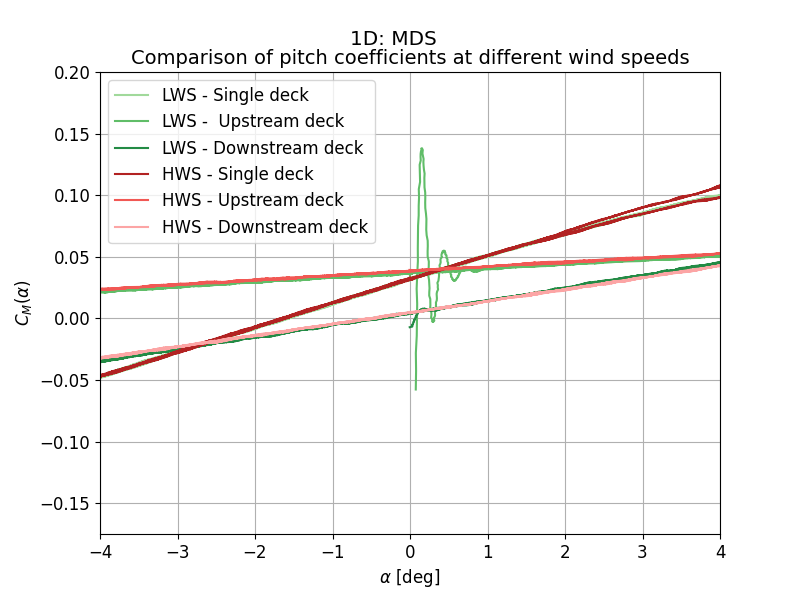 1D: MDS
Comparison of pitch coefficients at different wind speeds
LWS - Single deck
LWS -  Upstream deck
LWS - Downstream deck
HWS - Single deck
HWS - Upstream deck
HWS - Downstream deck
0.20
0.15
0.10
0.05
0.00
−0.05
−0.10
−0.15
C_M(α)
−4 −3 −2 −1 0 1 2 3 4
α [deg]